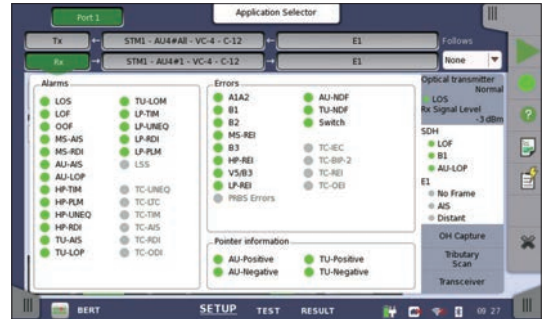 Port 1
Application Selector
Tx
STM1 - AU4#All - VC-4 - C-12
E1
Follows
Rx
STM1 - AU4#1 - VC-4 - C-12
E1
None
Alarms
LOS
LOF
OOF
MS-AIS
MS-RDI
AU-AIS
AU-LOP
HP-TIM
HP-PLM
HP-UNEQ
HP-RDI
TU-AIS
TU-LOP
TU-LOM
LP-TIM
LP-UNEQ
LP-RDI
LP-PLM
LSS
TC-UNEQ
TC-LTC
TC-TIM
TC-AIS
TC-RDI
TC-ODI
Errors
A1A2
B1
B2
MS-REI
B3
HP-REI
V5/B3
LP-REI
PRBS Errors
AU-NDF
TU-NDF
Switch
TC-IEC
TC-BIP-2
TC-REI
TC-OEI
Pointer information
AU-Positive
AU-Negative
TU-Positive
TU-Negative
Optical transmitter
Normal
LOS
Rx Signal Level
-3 dBm
SDH
LOF
B1
AU-LOP
E1
No Frame
AIS
Distant
OH Capture
Tributary
Scan
Transceiver
BERT
SETUP
TEST
RESULT
09 27